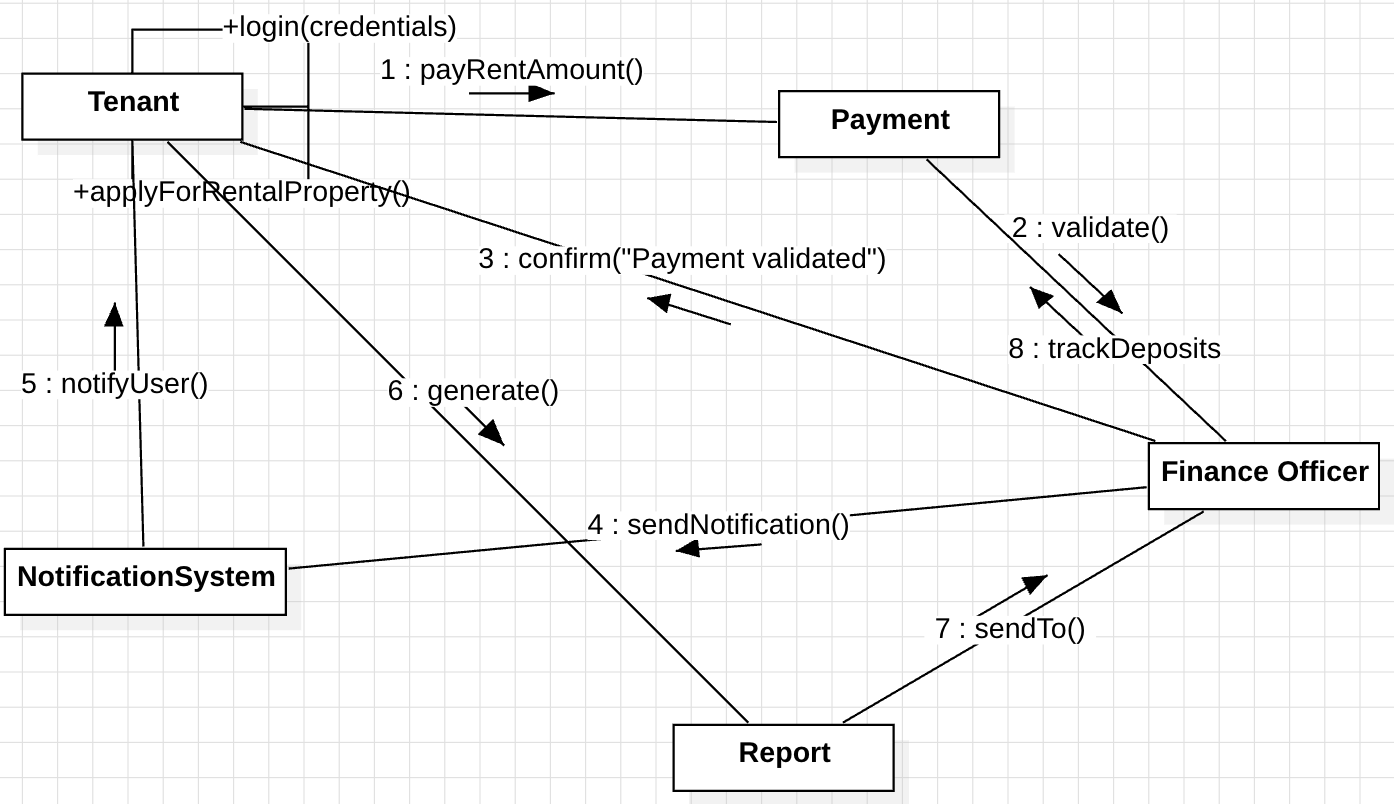 +login(credentials)
1 : payRentAmount()
Tenant
Payment
+applyForRentalProperty()
2 : validate()
3 : confirm("Payment validated")
8 : trackDeposits
5 : notifyUser()
6 : generate()
Finance Officer
4 : sendNotification()
NotificationSystem
7 : sendTo()
Report